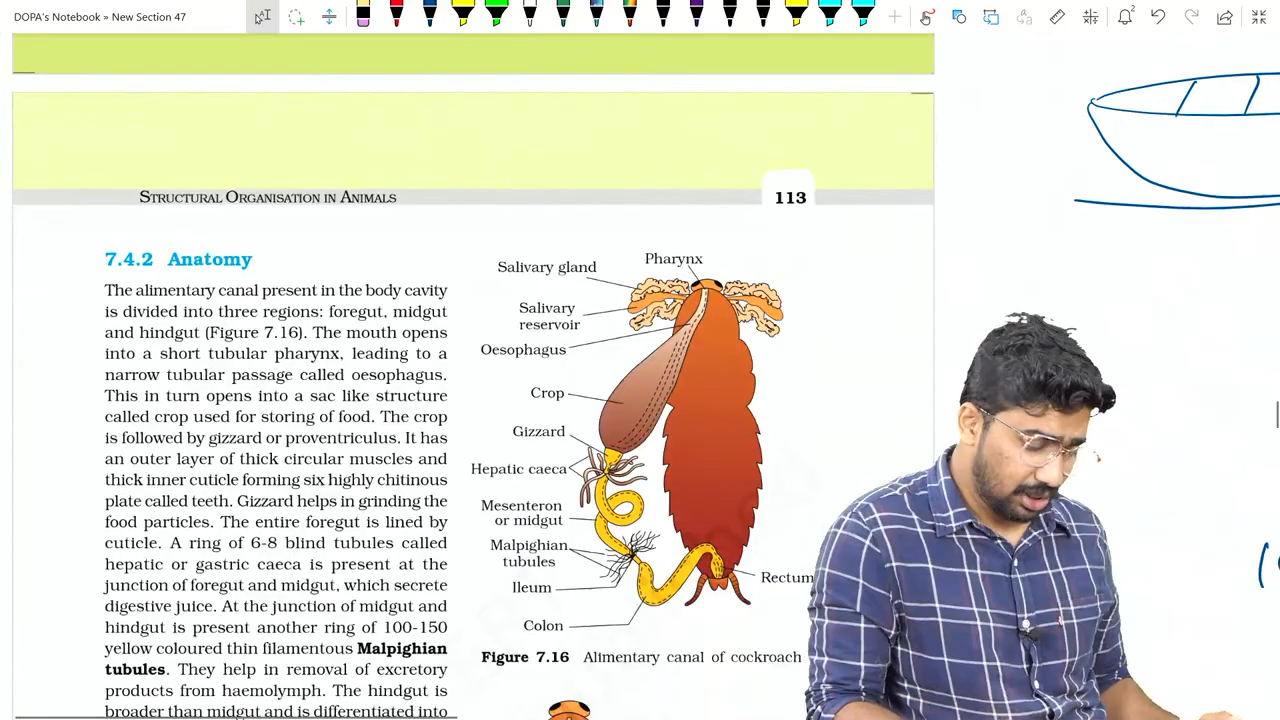 DOPA's Notebook » New Section 47
2
STRUCTURAL ORGANISATION IN ANIMALS
113
7.4.2 Anatomy
The alimentary canal present in the body cavity
is divided into three regions: foregut, midgut
and hindgut (Figure 7.16). The mouth opens
into a short tubular pharynx, leading to a
narrow tubular passage called oesophagus.
This in turn opens into a sac like structure
called crop used for storing of food. The crop
is followed by gizzard or proventriculus. It has
an outer layer of thick circular muscles and
thick inner cuticle forming six highly chitinous
plate called teeth. Gizzard helps in grinding the
food particles. The entire foregut is lined by
cuticle. A ring of 6-8 blind tubules called
hepatic or gastric caeca is present at the
junction of foregut and midgut, which secrete
digestive juice. At the junction of midgut and
hindgut is present another ring of 100-150
yellow coloured thin filamentous Malpighian
tubules. They help in removal of excretory
products from haemolymph. The hindgut is
broader than midgut and is differentiated into
Pharynx
Salivary gland
Salivary
reservoir
Oesophagus
Crop
Gizzard
Hepatic caeca
Mesenteron
or midgut
Malpighian
tubules
Ileum
Rectum
Colon
Figure 7.16 Alimentary canal of cockroach